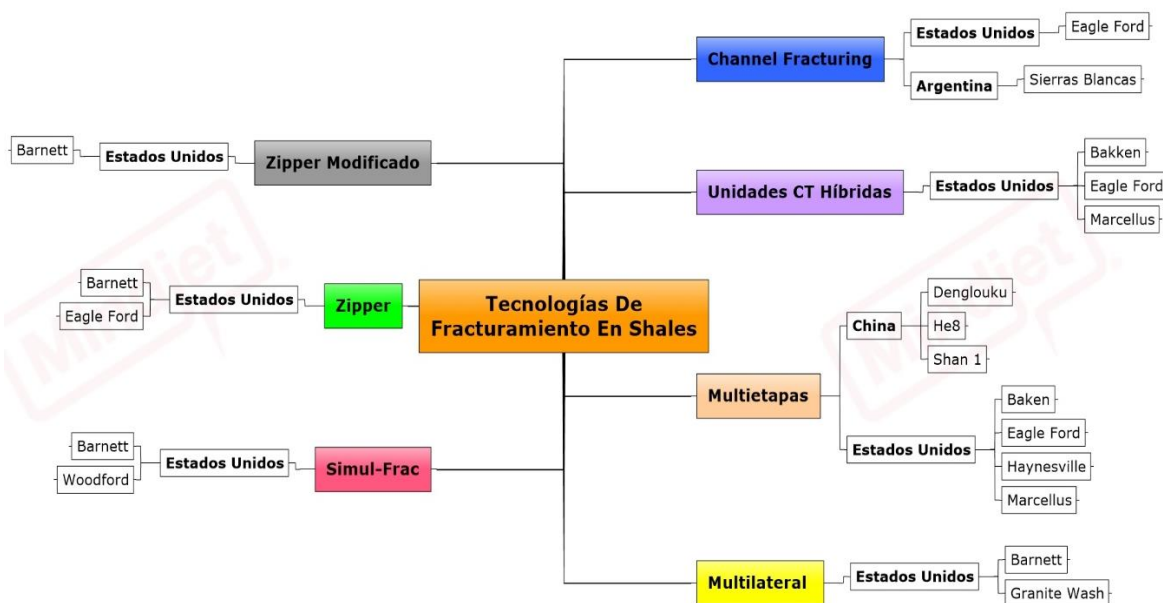 Tecnologías De
Fracturamiento En Shales
Channel Fracturing
Estados Unidos
Eagle Ford
Argentina
Sierras Blancas
Unidades CT Híbridas
Estados Unidos
Bakken
Eagle Ford
Marcellus
Multietapas
China
Denglouku
He8
Shan 1
Estados Unidos
Baken
Eagle Ford
Haynesville
Marcellus
Multilateral
Estados Unidos
Barnett
Granite Wash
Zipper Modificado
Estados Unidos
Barnett
Zipper
Estados Unidos
Barnett
Eagle Ford
Simul-Frac
Estados Unidos
Barnett
Woodford